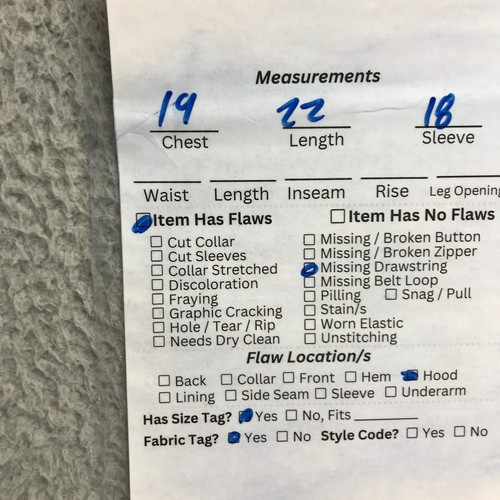 Measurements
19 22 18
Chest Length Sleeve
Waist Length Inseam Rise Leg Opening
Item Has Flaws Item Has No Flaws
Cut Collar Missing / Broken Button
Cut Sleeves Missing / Broken Zipper
Collar Stretched Missing Drawstring
Discoloration Missing Belt Loop
Fraying Pilling Snag / Pull
Graphic Cracking Stain/s
Hole / Tear / Rip Worn Elastic
Needs Dry Clean Unstitching
Flaw Location/s
Back Collar Front Hem Hood
Lining Side Seam Sleeve Underarm
Has Size Tag? Yes No, Fits
Fabric Tag? Yes No Style Code? Yes No